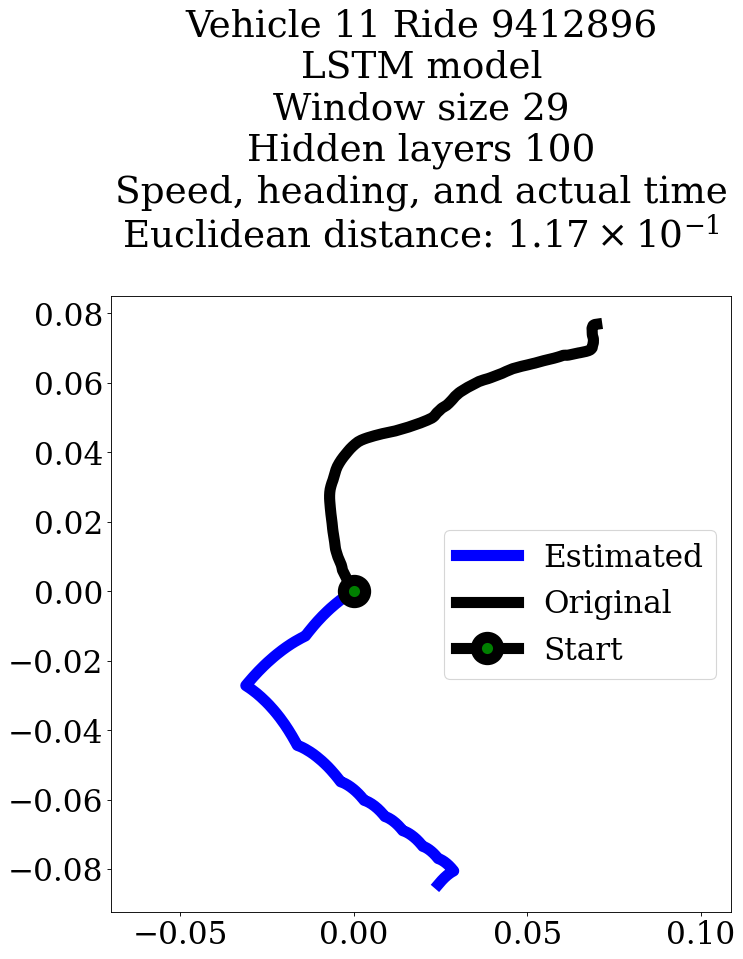 Vehicle 11 Ride 9412896
LSTM model
Window size 29
Hidden layers 100
Speed, heading, and actual time
Euclidean distance: 1.17 × 10⁻¹
0.08
0.06
0.04
0.02
0.00
−0.02
−0.04
−0.06
−0.08
Estimated
Original
Start
−0.05
0.00
0.05
0.10